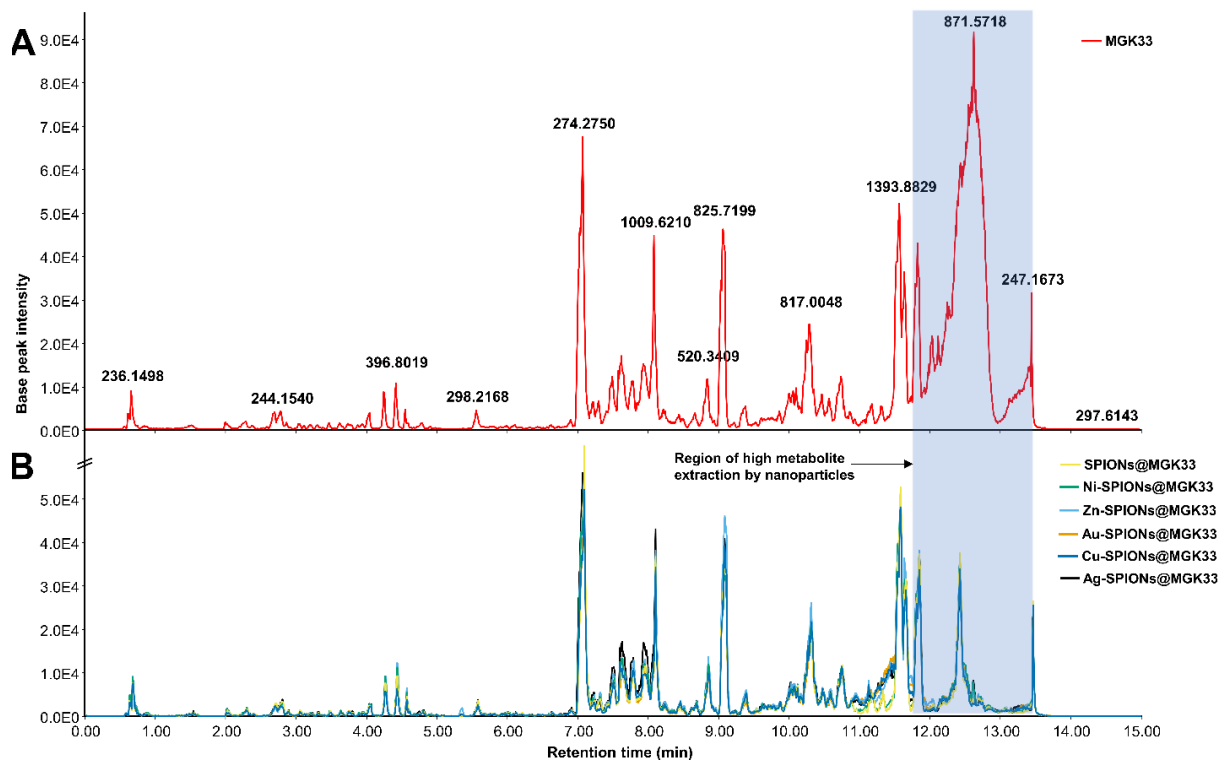 A
871.5718
MGK33
9.0E4
8.0E4
274.2750
7.0E4
6.0E4
1393.8829
825.7199
1009.6210
5.0E4
4.0E4
247.1673
817.0048
3.0E4
520.3409
2.0E4
396.8019
236.1498
298.2168
244.1540
1.0E4
297.6143
0.0E0
Base peak intensity
B
Region of high metabolite
extraction by nanoparticles
SPIONs@MGK33
Ni-SPIONs@MGK33
Zn-SPIONs@MGK33
Au-SPIONs@MGK33
Cu-SPIONs@MGK33
Ag-SPIONs@MGK33
5.0E4
4.0E4
3.0E4
2.0E4
1.0E4
0.0E0
0.00 1.00 2.00 3.00 4.00 5.00 6.00 7.00 8.00 9.00 10.00 11.00 12.00 13.00 14.00 15.00
Retention time (min)